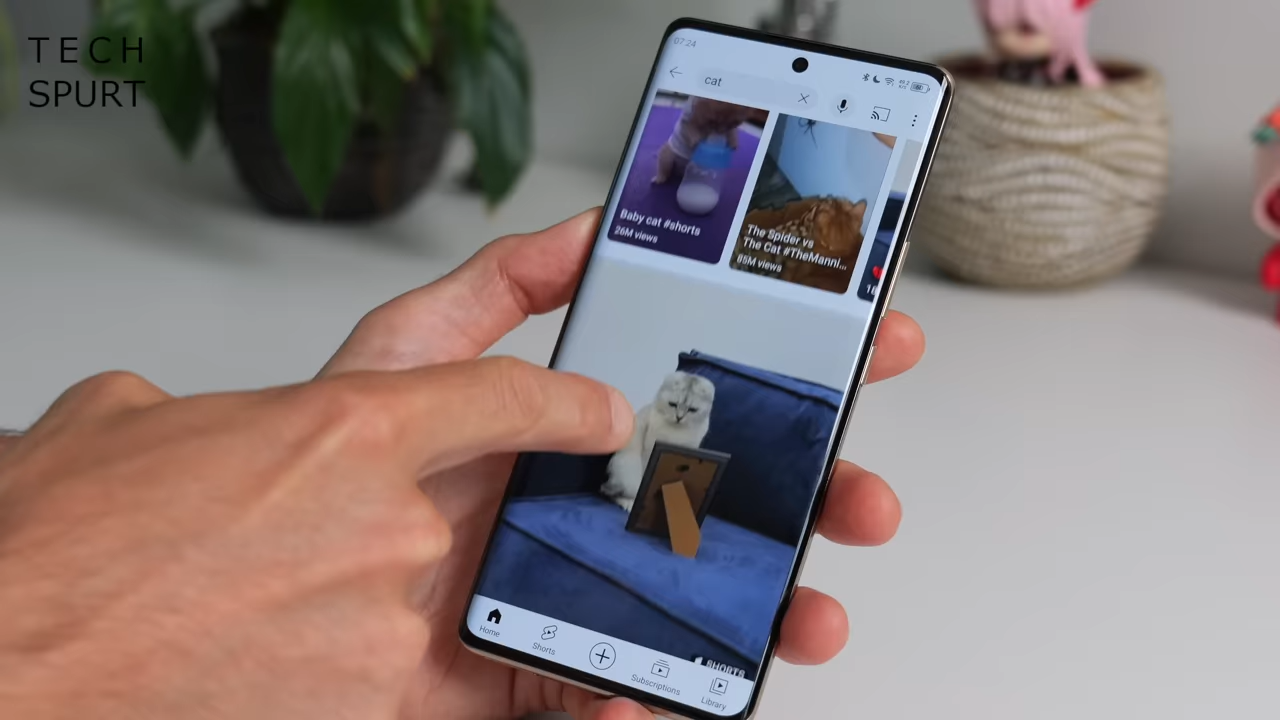 TECH
SPURT
07:24
cat
Baby cat #shorts
26M views
The Spider vs
The Cat #TheManni...
85M views
SHORTS
Home
Shorts
Subscriptions
Library